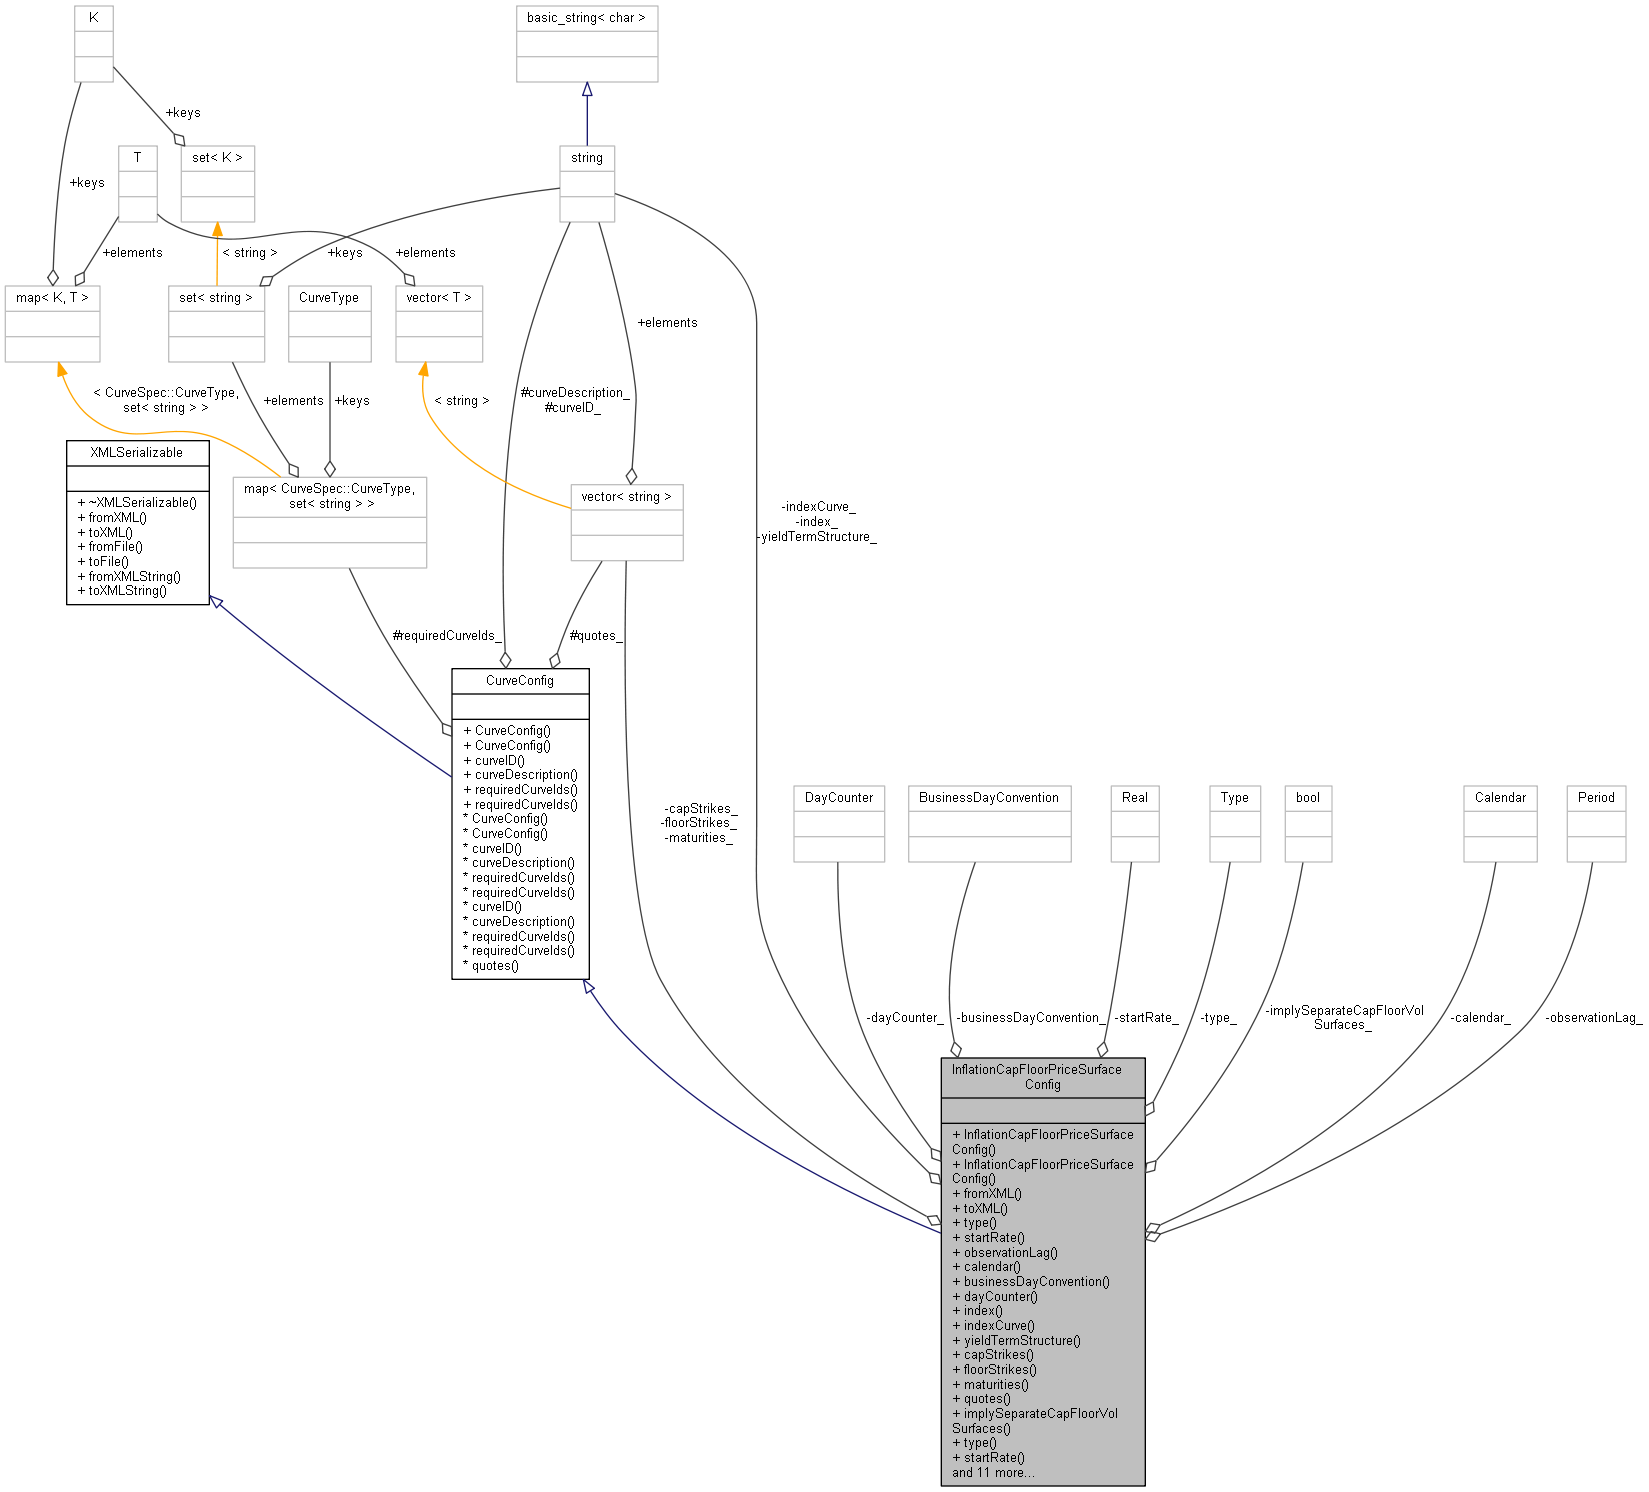 K
basic_string< char >
+keys
T
set< K >
string
+keys
+elements
< string >
+keys
+elements
map< K, T >
set< string >
CurveType
vector< T >
+elements
< CurveSpec::CurveType,
set< string > >
+elements
+keys
< string >
#curveDescription_
#curveID_
XMLSerializable
+ ~XMLSerializable()
+ fromXML()
+ toXML()
+ fromFile()
+ toFile()
+ fromXMLString()
+ toXMLString()
map< CurveSpec::CurveType,
set< string > >
vector< string >
-indexCurve_
-index_
-yieldTermStructure_
#requiredCurveIds_
#quotes_
CurveConfig
+ CurveConfig()
+ CurveConfig()
+ curveID()
+ curveDescription()
+ requiredCurveIds()
+ requiredCurveIds()
* CurveConfig()
* CurveConfig()
* curveID()
* curveDescription()
* requiredCurveIds()
* requiredCurveIds()
* curveID()
* curveDescription()
* requiredCurveIds()
* requiredCurveIds()
* quotes()
-capStrikes_
-floorStrikes_
-maturities_
DayCounter
BusinessDayConvention
Real
Type
bool
Calendar
Period
-dayCounter_
-businessDayConvention_
-startRate_
-type_
-implySeparateCapFloorVol
Surfaces_
-calendar_
-observationLag_
InflationCapFloorPriceSurface
Config
+ InflationCapFloorPriceSurface
Config()
+ InflationCapFloorPriceSurface
Config()
+ fromXML()
+ toXML()
+ type()
+ startRate()
+ observationLag()
+ calendar()
+ businessDayConvention()
+ dayCounter()
+ index()
+ indexCurve()
+ yieldTermStructure()
+ capStrikes()
+ floorStrikes()
+ maturities()
+ quotes()
+ implySeparateCapFloorVol
Surfaces()
+ type()
+ startRate()
and 11 more...